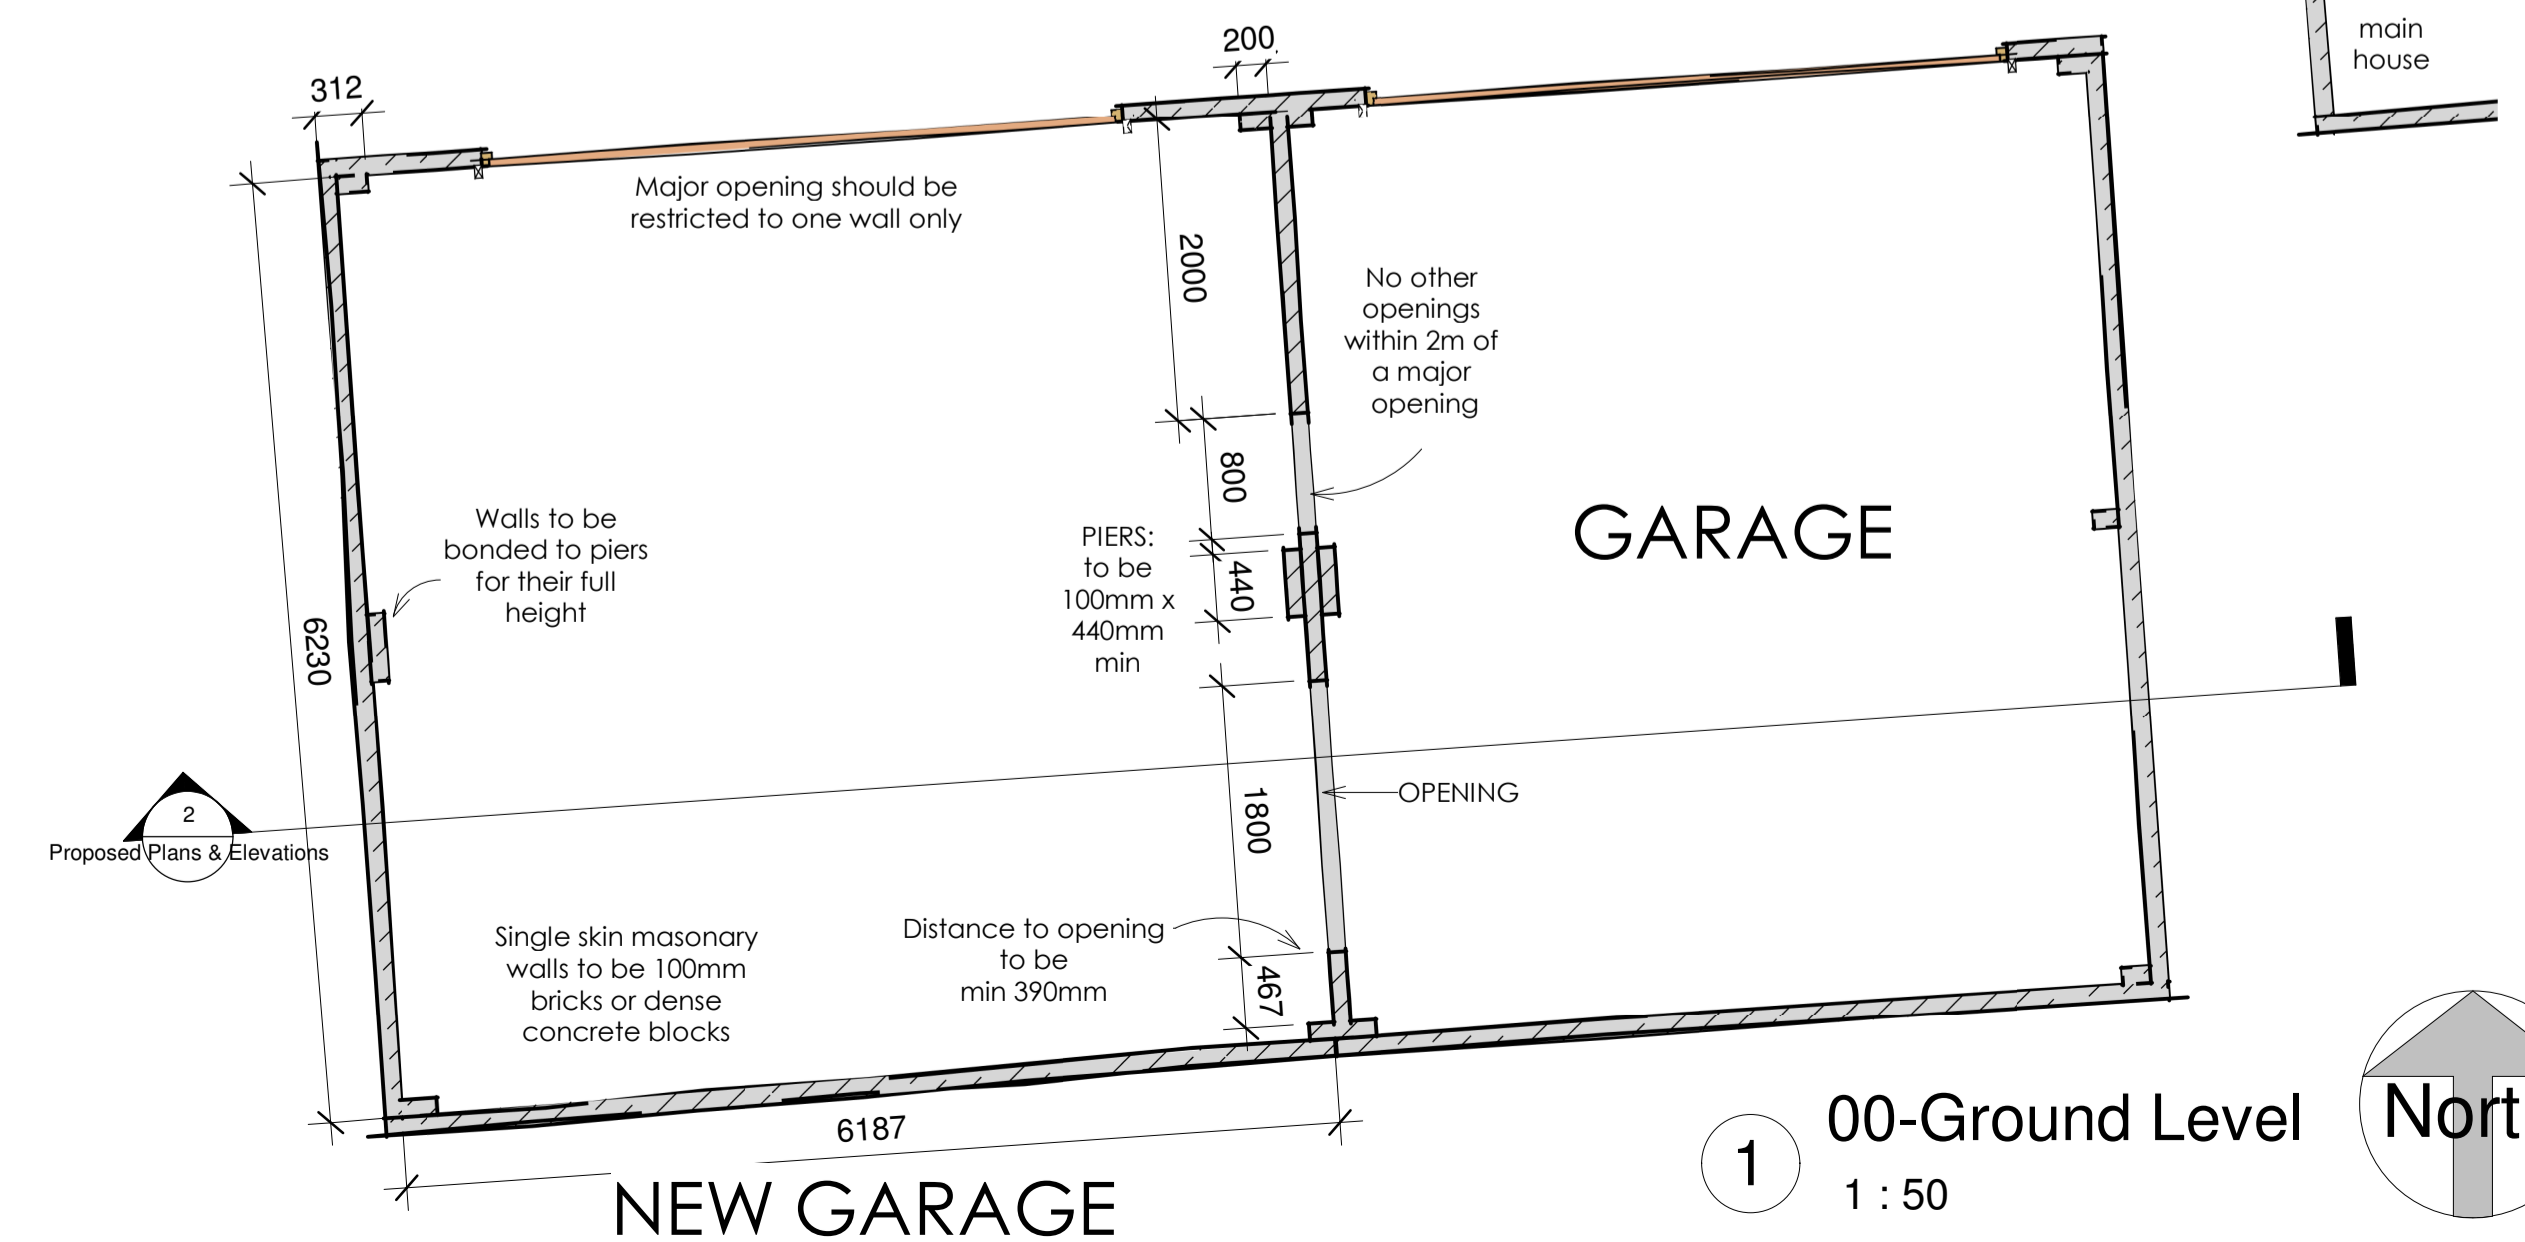 main
house
200
312
Major opening should be
restricted to one wall only
2000
No other
openings
within 2m of
a major
opening
800
Walls to be
bonded to piers
for their full
height
PIERS:
to be
100mm x
440mm
min
440
GARAGE
6230
2
Proposed Plans & Elevations
1800
OPENING
Single skin masonary
walls to be 100mm
bricks or dense
concrete blocks
Distance to opening
to be
min 390mm
467
6187
NEW GARAGE
1
00-Ground Level
1 : 50
Nort